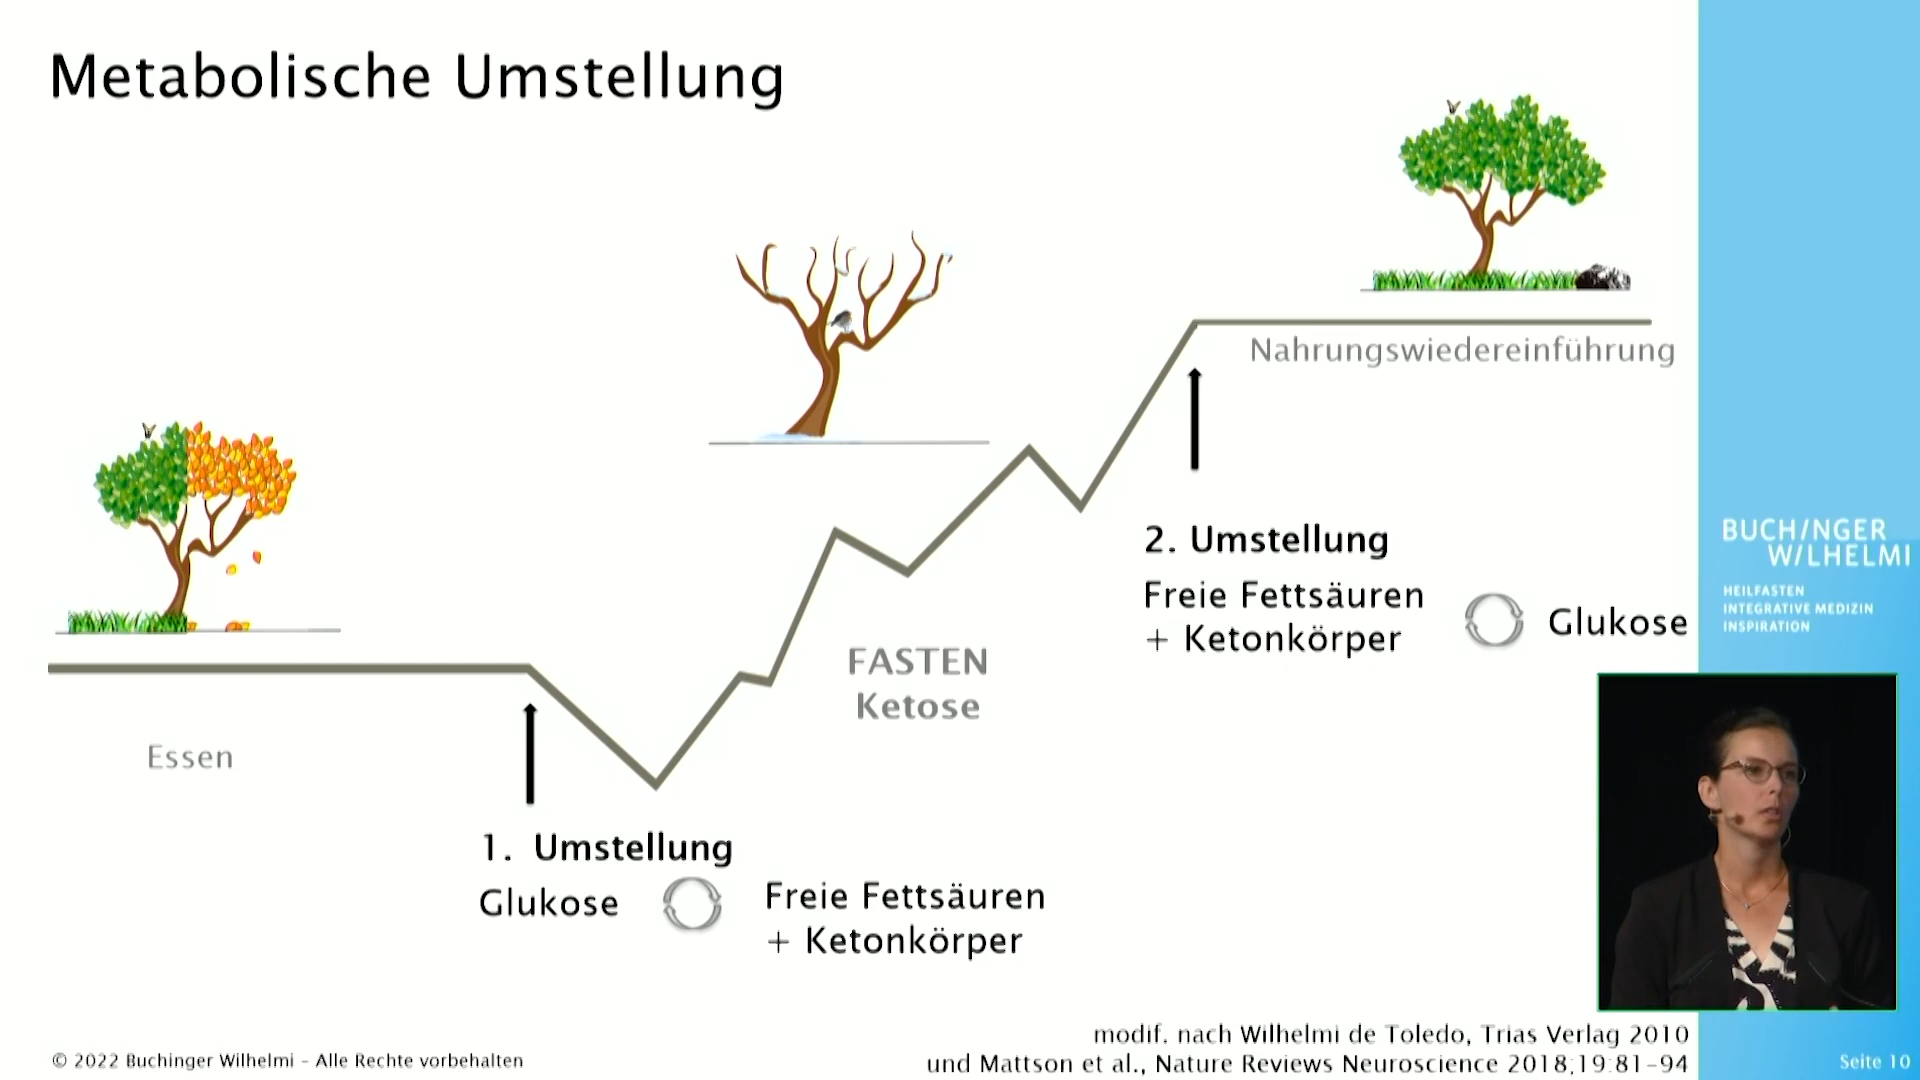 Metabolische Umstellung
Nahrungswiedereinführung
2. Umstellung
Freie Fettsäuren
+ Ketonkörper
Glukose
FASTEN
Ketose
Essen
1. Umstellung
Glukose
Freie Fettsäuren
+ Ketonkörper
BUCHINGER
WILHELMI
HEILFASTEN
INTEGRATIVE MEDIZIN
INSPIRATION
modif. nach Wilhelmi de Toledo, Trias Verlag 2010
und Mattson et al., Nature Reviews Neuroscience 2018;19:81-94
© 2022 Buchinger Wilhelmi - Alle Rechte vorbehalten
Seite 10